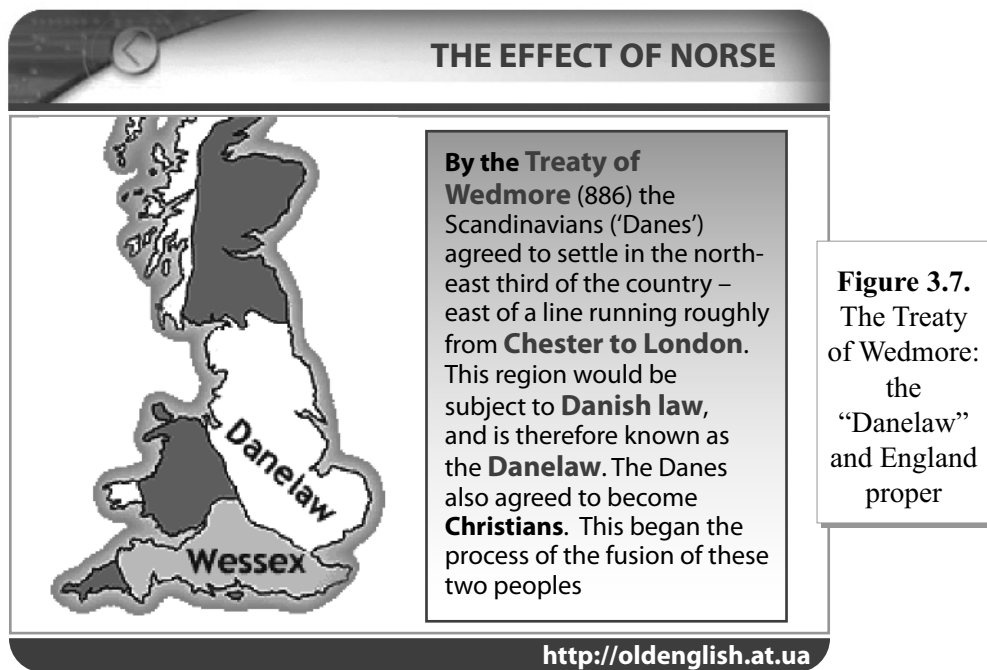 THE EFFECT OF NORSE
Danelaw
Wessex
By the Treaty of
Wedmore (886) the
Scandinavians (‘Danes’)
agreed to settle in the north-
east third of the country –
east of a line running roughly
from Chester to London.
This region would be
subject to Danish law,
and is therefore known as
the Danelaw. The Danes
also agreed to become
Christians. This began the
process of the fusion of these
two peoples
http://oldenglish.at.ua
Figure 3.7.
The Treaty
of Wedmore:
the
“Danelaw”
and England
proper